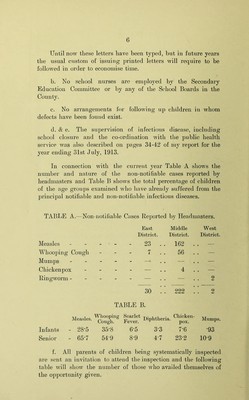 6
Until now these letters have been typed, but in future years
the usual custom of issuing printed letters will require to be
followed in order to economise time.
b. No school nurses are employed by the Secondary
Education Committee or by any of the School Boards in the
County.
c. No arrangements for following up children in whom
defects have been found exist.
d. & e. The supervision of infectious disease, including
school closure and the co-ordination with the public health
service was also described on pages 34-42 of my report for the
year ending 31st July, 1913.
In connection with the current year Table A shows the
number and nature of the non-notifiable cases reported by
headmasters and Table B shows the total percentage of children
of the age groups examined who have already suffered from the
principal notifiable and non-notifiable infectious diseases.
TABLE A.—Non-notifiable Cases Reported by Headmasters.
East District. Middle District. West District.
Measles - - - - - 23 .. 162 .. —
Whooping Cough - - - 7 .. 56 .. —
Mumps - - - - - — .. — .. —
Chickenpox - - - - — .. 4 .. —
Ringworm - - - - - — .. — .. 2
30 222 2
TABLE B.
Measles. Whooping Cough. Scarlet Fever. Diphtheria. Chicken-pox. Mumps.
Infants - 28·5 35·8 6·5 3·3 7·6 ·93
Senior - 65·7 54·9 8·9 4·7 23·2 10·9
f. All parents of children being systematically inspected
are sent an invitation to attend the inspection and the following
table will show the number of those who availed themselves of
the opportunity given.